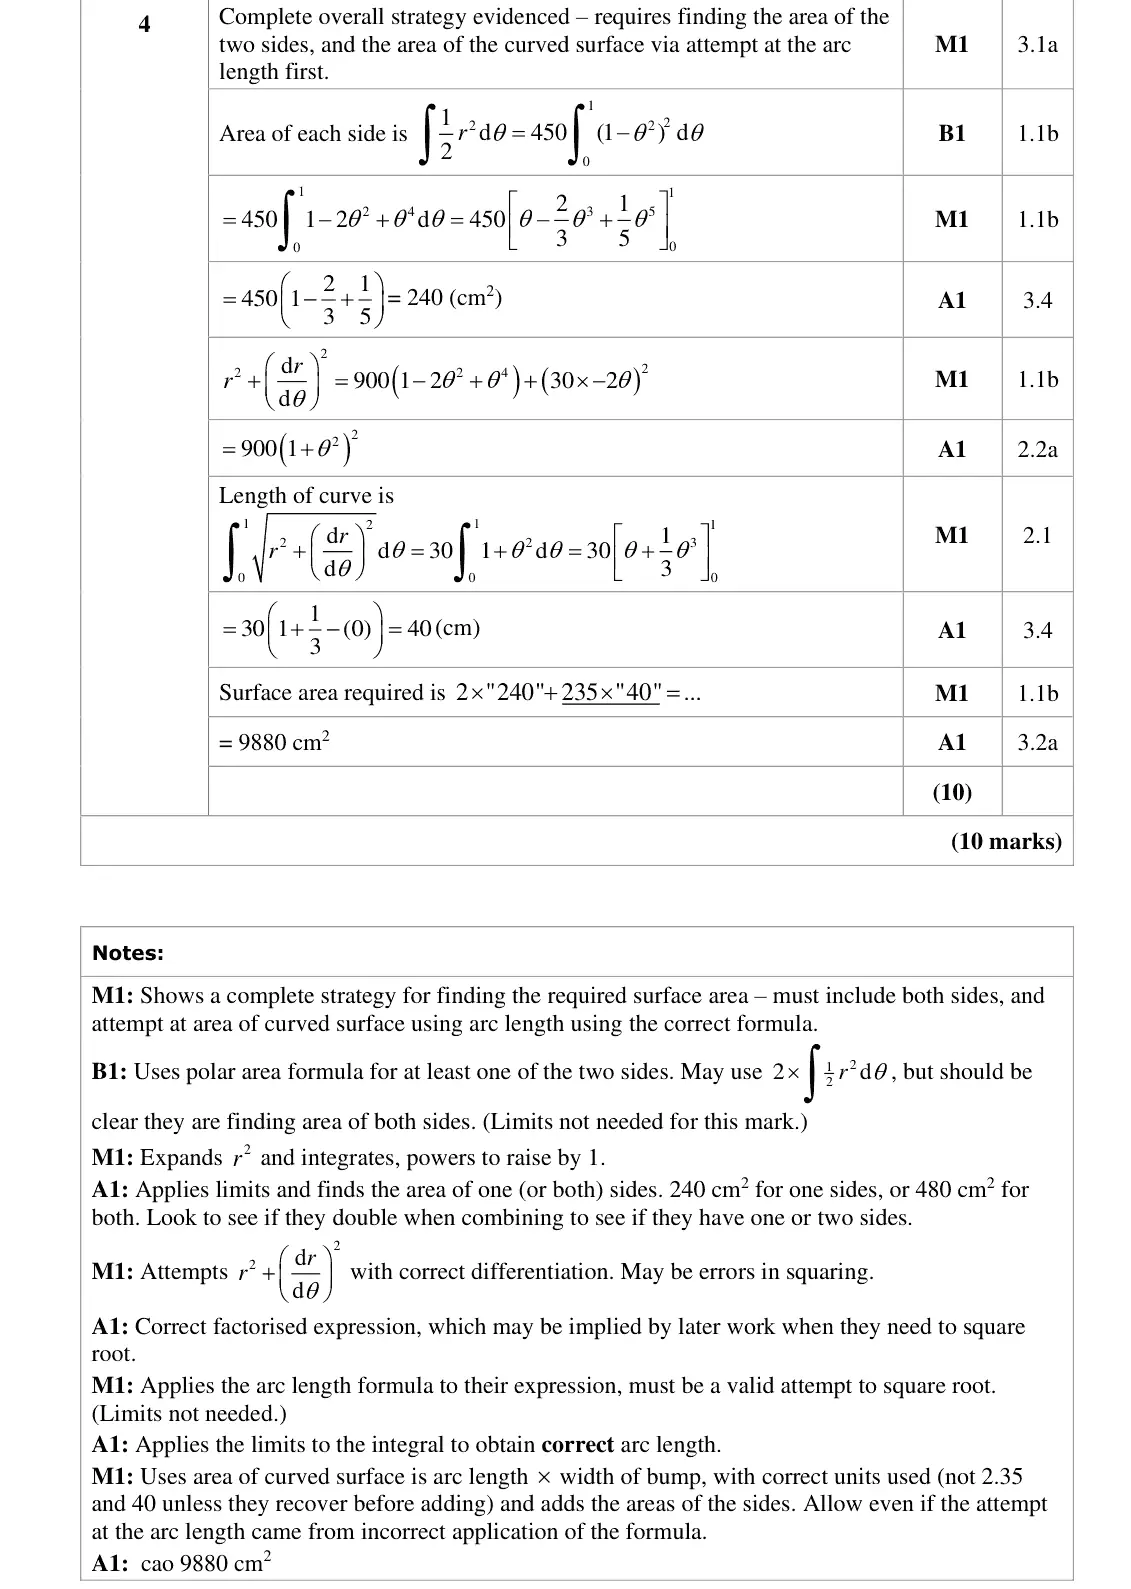 4
Complete overall strategy evidenced – requires finding the area of the
two sides, and the area of the curved surface via attempt at the arc
length first.
M1
3.1a
Area of each side is ∫ 1/2 r² dθ = 450 ∫₀¹ (1 – θ²)² dθ
B1
1.1b
= 450 ∫₀¹ 1 – 2θ² + θ⁴ dθ = 450 [θ – 2/3 θ³ + 1/5 θ⁵]₀¹
M1
1.1b
= 450 (1 – 2/3 + 1/5) = 240 (cm²)
A1
3.4
r² + (dr/dθ)² = 900(1 – 2θ² + θ⁴) + (30 × –2θ)²
M1
1.1b
= 900(1 + θ²)²
A1
2.2a
Length of curve is
∫₀¹ √(r² + (dr/dθ)²) dθ = 30 ∫₀¹ 1 + θ² dθ = 30 [θ + 1/3 θ³]₀¹
M1
2.1
= 30 (1 + 1/3 – (0)) = 40 (cm)
A1
3.4
Surface area required is 2 × "240" + 235 × "40" = ...
M1
1.1b
= 9880 cm²
A1
3.2a
(10)
(10 marks)
Notes:
M1: Shows a complete strategy for finding the required surface area – must include both sides, and
attempt at area of curved surface using arc length using the correct formula.
B1: Uses polar area formula for at least one of the two sides. May use 2 × ∫ 1/2 r² dθ , but should be
clear they are finding area of both sides. (Limits not needed for this mark.)
M1: Expands r² and integrates, powers to raise by 1.
A1: Applies limits and finds the area of one (or both) sides. 240 cm² for one sides, or 480 cm² for
both. Look to see if they double when combining to see if they have one or two sides.
M1: Attempts r² + (dr/dθ)² with correct differentiation. May be errors in squaring.
A1: Correct factorised expression, which may be implied by later work when they need to square
root.
M1: Applies the arc length formula to their expression, must be a valid attempt to square root.
(Limits not needed.)
A1: Applies the limits to the integral to obtain correct arc length.
M1: Uses area of curved surface is arc length × width of bump, with correct units used (not 2.35
and 40 unless they recover before adding) and adds the areas of the sides. Allow even if the attempt
at the arc length came from incorrect application of the formula.
A1: cao 9880 cm²